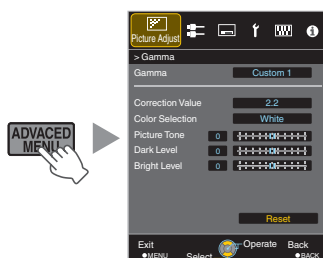 Picture Adjust
> Gamma
Gamma Custom 1
Correction Value 2.2
Color Selection White
Picture Tone 0
Dark Level 0
Bright Level 0
Reset
ADVACED
MENU
Exit Operate Back
●MENU Select ●BACK